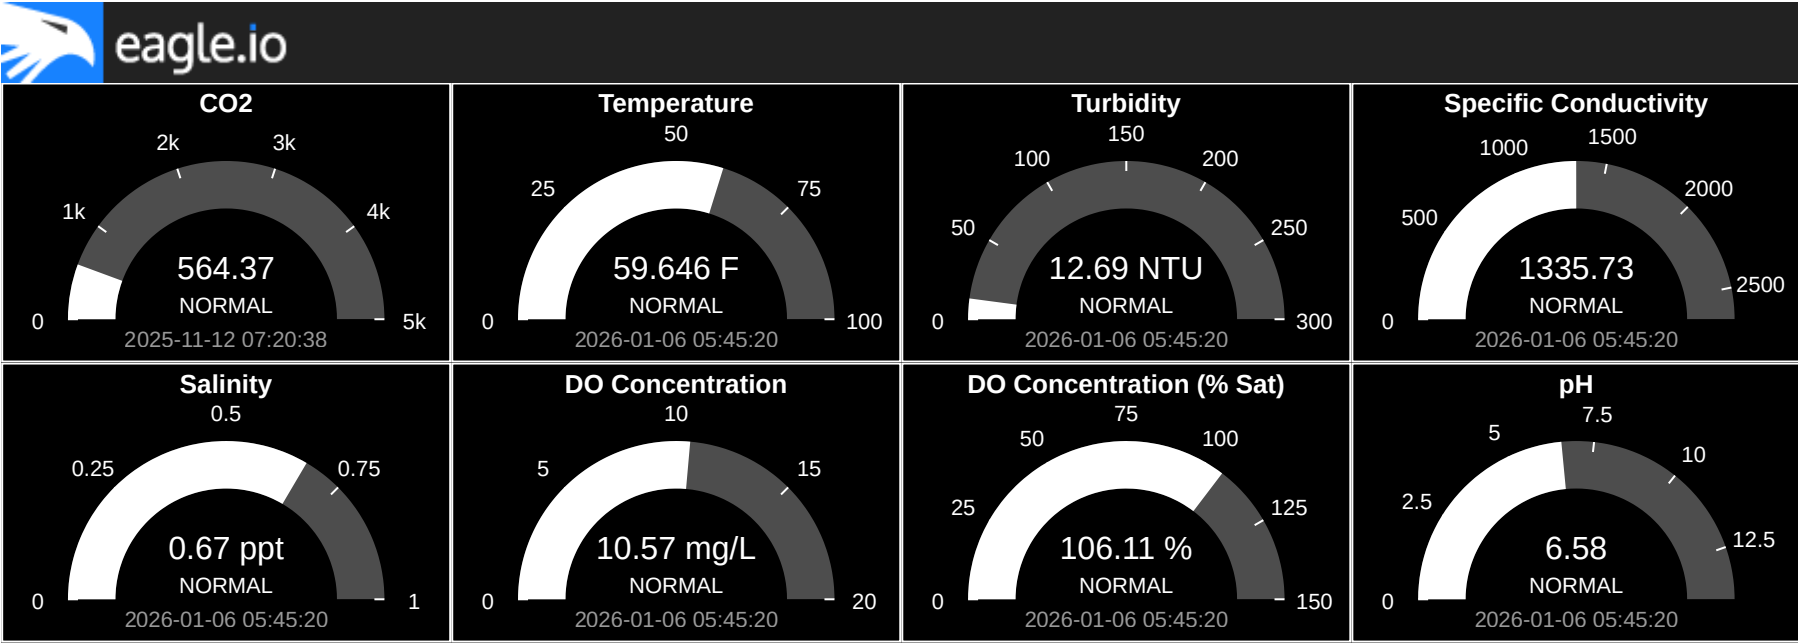 eagle.io
CO2
0
1k
2k
3k
4k
5k
564.37
NORMAL
2025-11-12 07:20:38
Temperature
0
25
50
75
100
59.646 F
NORMAL
2026-01-06 05:45:20
Turbidity
0
50
100
150
200
250
300
12.69 NTU
NORMAL
2026-01-06 05:45:20
Specific Conductivity
0
500
1000
1500
2000
2500
1335.73
NORMAL
2026-01-06 05:45:20
Salinity
0
0.25
0.5
0.75
1
0.67 ppt
NORMAL
2026-01-06 05:45:20
DO Concentration
0
5
10
15
20
10.57 mg/L
NORMAL
2026-01-06 05:45:20
DO Concentration (% Sat)
0
25
50
75
100
125
150
106.11 %
NORMAL
2026-01-06 05:45:20
pH
0
2.5
5
7.5
10
12.5
6.58
NORMAL
2026-01-06 05:45:20